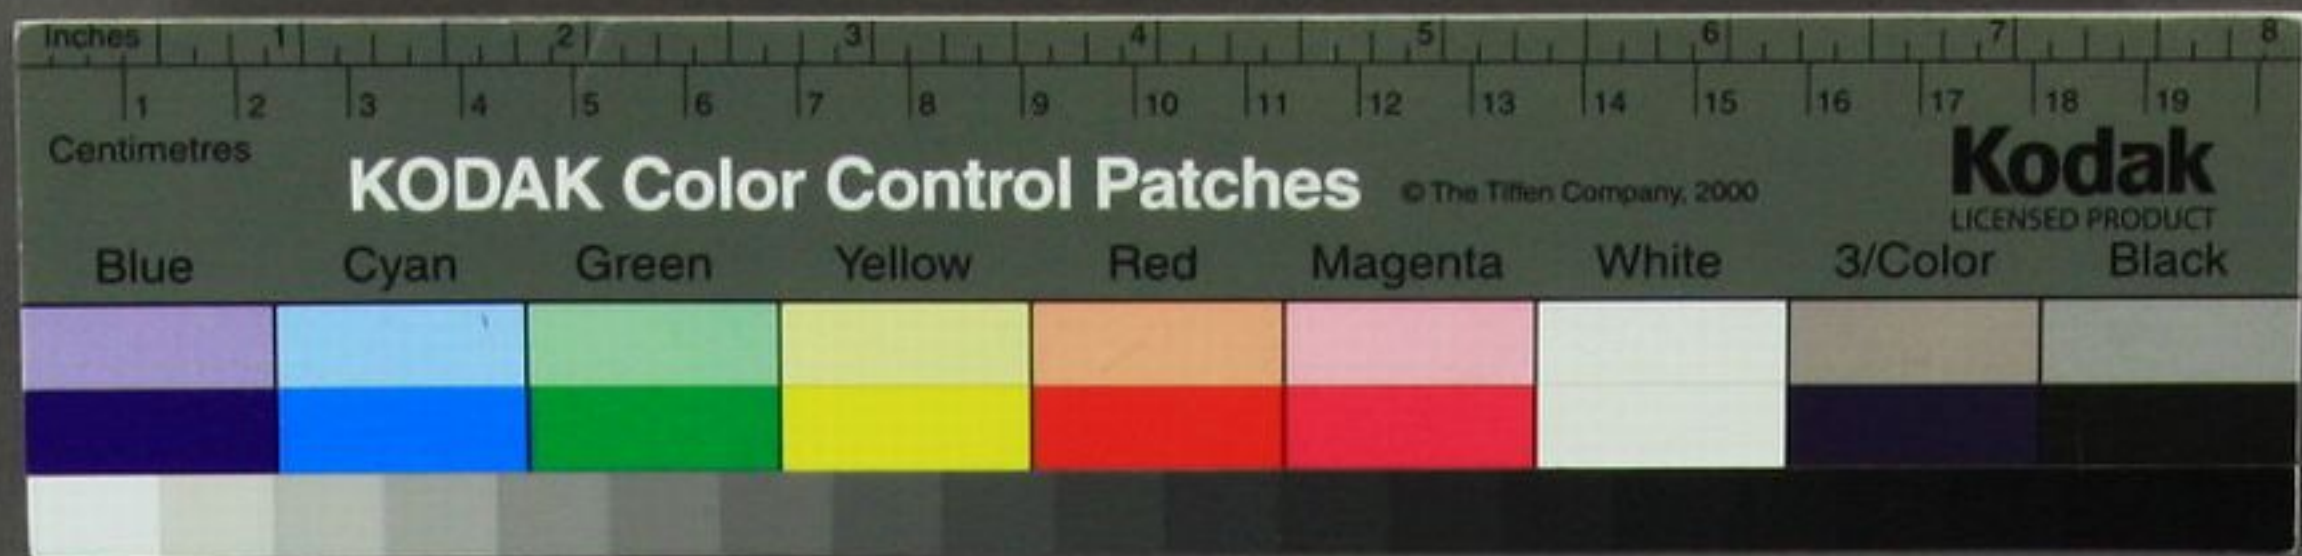 Inches 1 2 3 4 5 6 7 8
1 2 3 4 5 6 7 8 9 10 11 12 13 14 15 16 17 18 19
Centimetres
KODAK Color Control Patches © The Tiffen Company, 2000
Kodak
LICENSED PRODUCT
Blue Cyan Green Yellow Red Magenta White 3/Color Black